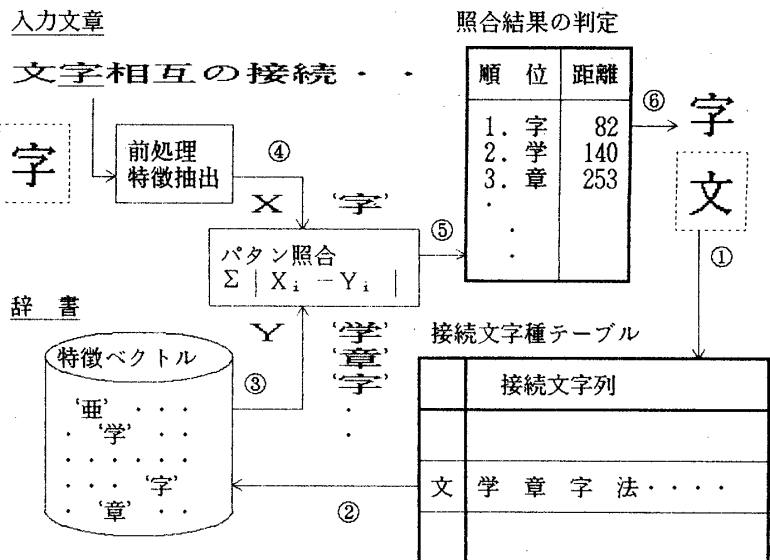 入力文章
文字相互の接続・・
字
前処理
特徴抽出
④
X '字'
パタン照合
Σ｜Xᵢ－Yᵢ｜
Y '学'
'章'
'字'
・
・
⑤
照合結果の判定
順 位 距離
1. 字 82
2. 学 140
3. 章 253
・
・
・
⑥
字
文
①
接続文字種テーブル
接続文字列
文 学 章 字 法・・・・
②
辞 書
特徴ベクトル
'亜' ・・・
・ '学' ・・
・・・・・・
・・・ '字'
・ '章' ・・
③